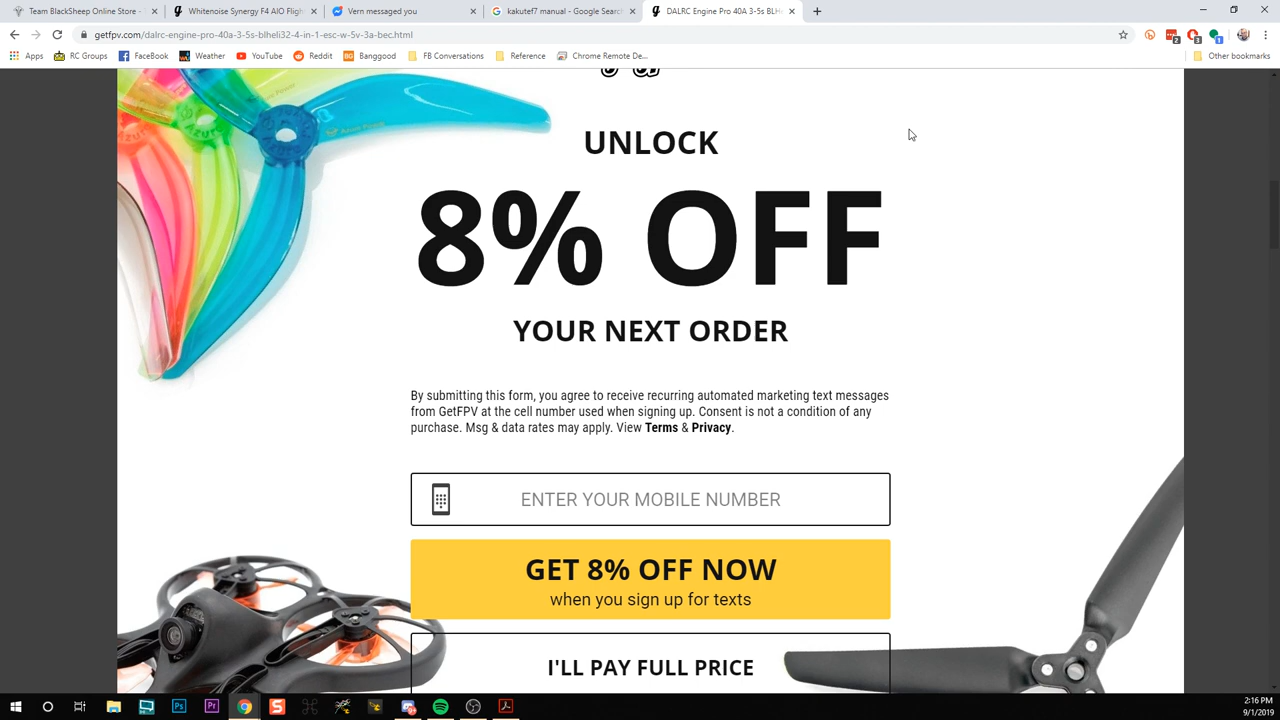 Team BlackSheep Online Store -
Whitenoise Synergy F4 AIO Flight
Vern messaged you
kakutef7 manual - Google Search
DALRC Engine Pro 40A 3-5s BLHe
getfpv.com/dalrc-engine-pro-40a-3-5s-blheli32-4-in-1-esc-w-5v-3a-bec.html
Apps
RC Groups
FaceBook
Weather
YouTube
Reddit
BG
Banggood
FB Conversations
Reference
Chrome Remote De...
Other bookmarks
UNLOCK
8% OFF
YOUR NEXT ORDER
By submitting this form, you agree to receive recurring automated marketing text messages
from GetFPV at the cell number used when signing up. Consent is not a condition of any
purchase. Msg & data rates may apply. View Terms & Privacy.
ENTER YOUR MOBILE NUMBER
GET 8% OFF NOW
when you sign up for texts
I'LL PAY FULL PRICE
Ps
Pr
2:16 PM
9/1/2019